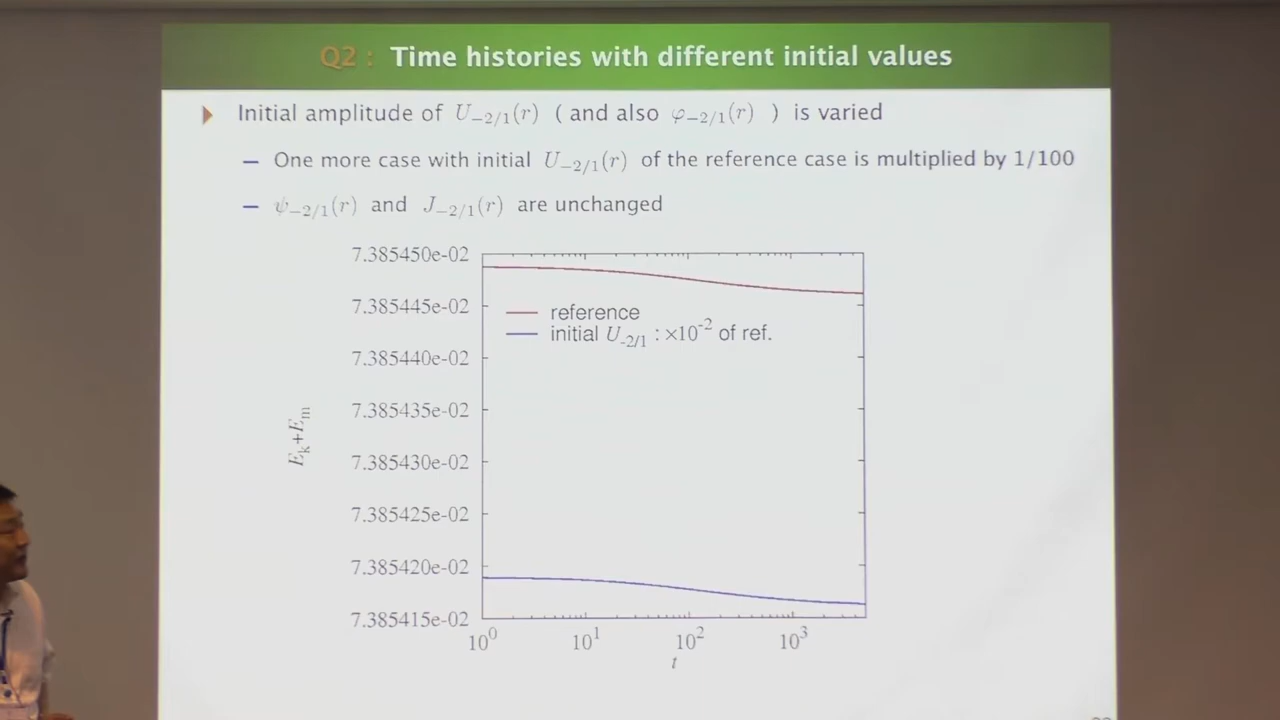 Q2 : Time histories with different initial values
Initial amplitude of U₋₂/₁(r) ( and also φ₋₂/₁(r) ) is varied
– One more case with initial U₋₂/₁(r) of the reference case is multiplied by 1/100
– ψ₋₂/₁(r) and J₋₂/₁(r) are unchanged
7.385450e-02
7.385445e-02
7.385440e-02
7.385435e-02
7.385430e-02
7.385425e-02
7.385420e-02
7.385415e-02
Eₖ+Eₘ
reference
initial U₋₂/₁ : ×10⁻² of ref.
10⁰ 10¹ 10² 10³
t